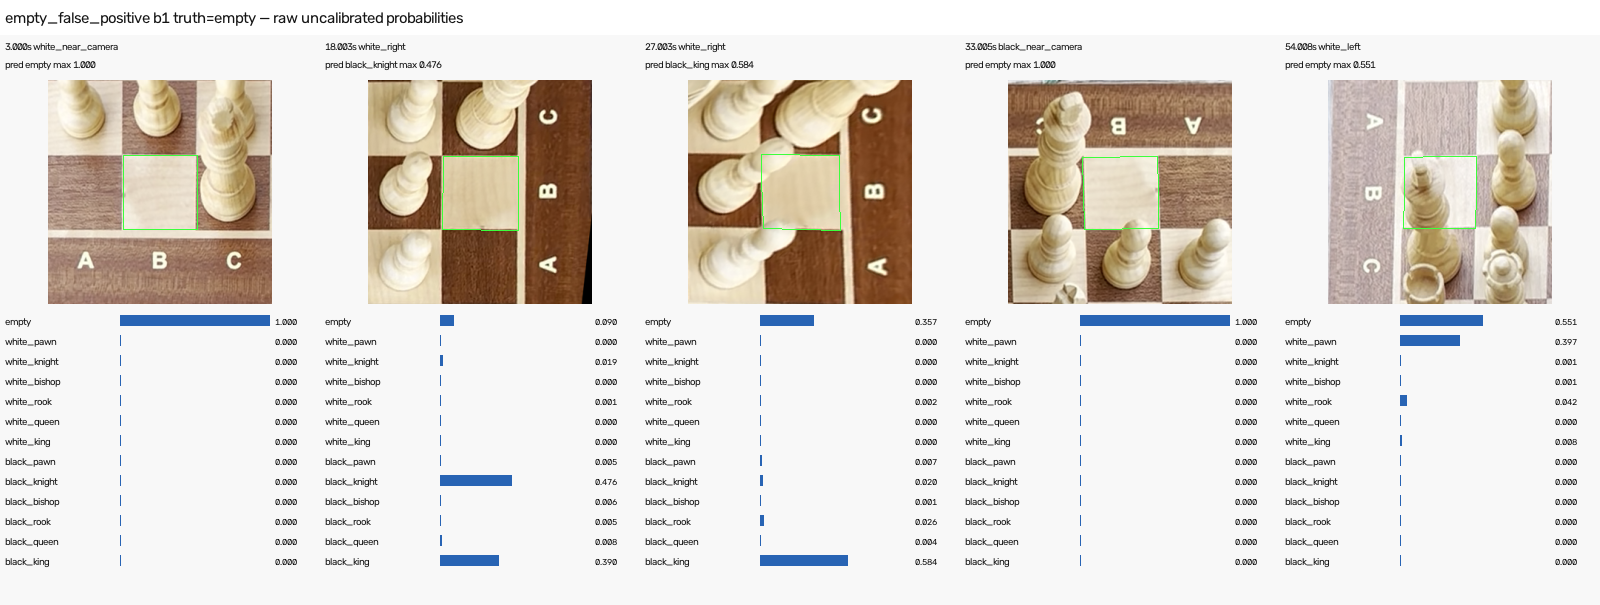 empty_false_positive b1 truth=empty — raw uncalibrated probabilities
3.000s white_near_camera
pred empty max 1.000
A B C
empty 1.000
white_pawn 0.000
white_knight 0.000
white_bishop 0.000
white_rook 0.000
white_queen 0.000
white_king 0.000
black_pawn 0.000
black_knight 0.000
black_bishop 0.000
black_rook 0.000
black_queen 0.000
black_king 0.000
18.003s white_right
pred black_knight max 0.476
C
B
A
empty 0.090
white_pawn 0.000
white_knight 0.019
white_bishop 0.000
white_rook 0.001
white_queen 0.000
white_king 0.000
black_pawn 0.005
black_knight 0.476
black_bishop 0.006
black_rook 0.005
black_queen 0.008
black_king 0.390
27.003s white_right
pred black_king max 0.584
C
B
A
empty 0.357
white_pawn 0.000
white_knight 0.000
white_bishop 0.000
white_rook 0.002
white_queen 0.000
white_king 0.000
black_pawn 0.007
black_knight 0.020
black_bishop 0.001
black_rook 0.026
black_queen 0.004
black_king 0.584
33.005s black_near_camera
pred empty max 1.000
C B A
empty 1.000
white_pawn 0.000
white_knight 0.000
white_bishop 0.000
white_rook 0.000
white_queen 0.000
white_king 0.000
black_pawn 0.000
black_knight 0.000
black_bishop 0.000
black_rook 0.000
black_queen 0.000
black_king 0.000
54.008s white_left
pred empty max 0.551
A
B
C
empty 0.551
white_pawn 0.397
white_knight 0.001
white_bishop 0.001
white_rook 0.042
white_queen 0.000
white_king 0.008
black_pawn 0.000
black_knight 0.000
black_bishop 0.000
black_rook 0.000
black_queen 0.000
black_king 0.000